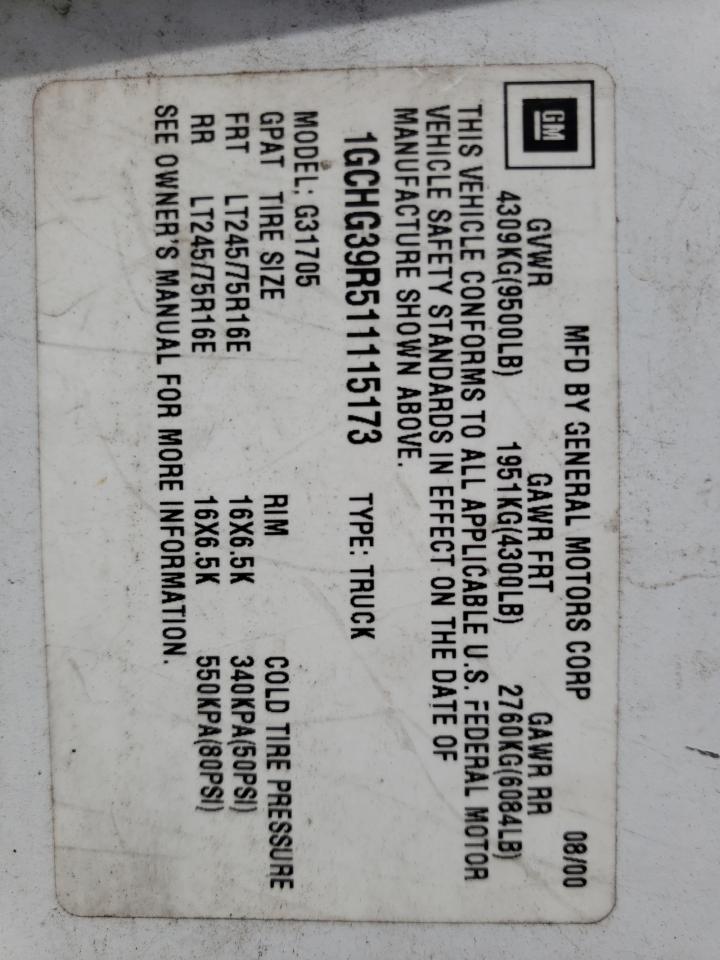 GM
MFD BY GENERAL MOTORS CORP 08/00
GVWR GAWR FRT GAWR RR
4309KG(9500LB) 1951KG(4300LB) 2760KG(6084LB)
THIS VEHICLE CONFORMS TO ALL APPLICABLE U.S. FEDERAL MOTOR
VEHICLE SAFETY STANDARDS IN EFFECT ON THE DATE OF
MANUFACTURE SHOWN ABOVE.
1GCHG39R511115173 TYPE: TRUCK
MODEL: G31705
GPAT TIRE SIZE RIM COLD TIRE PRESSURE
FRT LT245/75R16E 16X6.5K 340KPA(50PSI)
RR LT245/75R16E 16X6.5K 550KPA(80PSI)
SEE OWNER'S MANUAL FOR MORE INFORMATION.